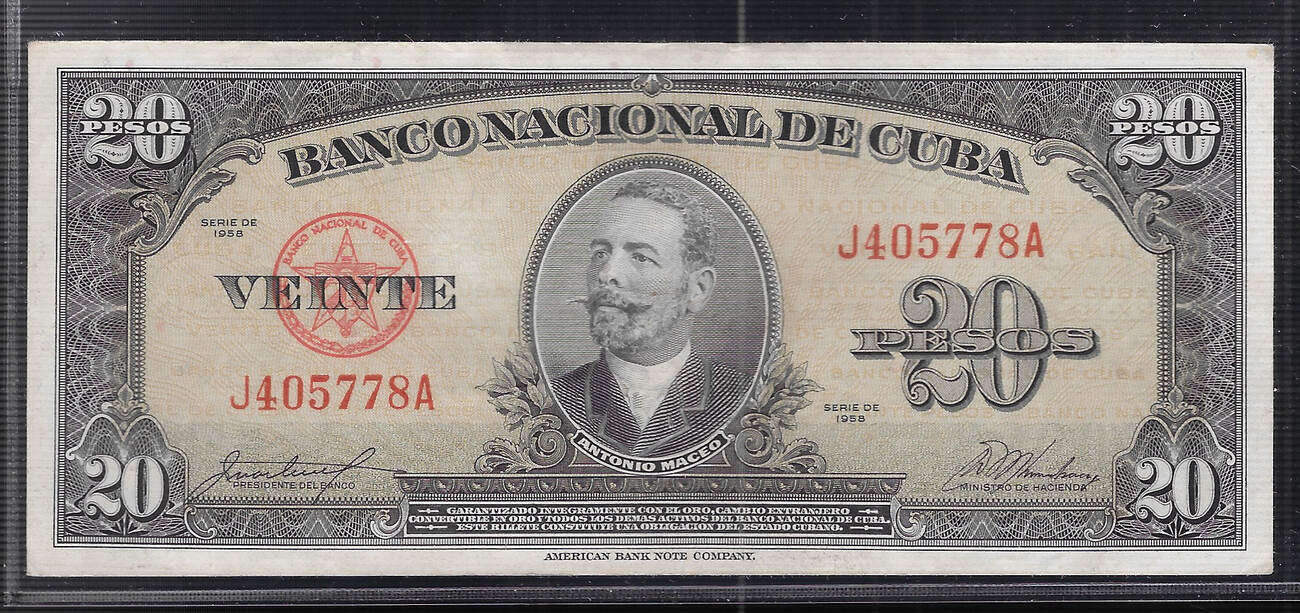 20 PESOS
20 PESOS
BANCO NACIONAL DE CUBA
SERIE DE
1958
BANCO NACIONAL DE CUBA
VEINTE
J405778A
J405778A
20
PESOS
SERIE DE
1958
ANTONIO MACEO
20
PRESIDENTE DEL BANCO
MINISTRO DE HACIENDA
20
GARANTIZADO INTEGRAMENTE CON EL ORO, CAMBIO EXTRANJERO
CONVERTIBLE EN ORO Y TODOS LOS DEMAS ACTIVOS DEL BANCO NACIONAL DE CUBA.
ESTE BILLETE CONSTITUYE UNA OBLIGACION DEL ESTADO CUBANO.
AMERICAN BANK NOTE COMPANY.